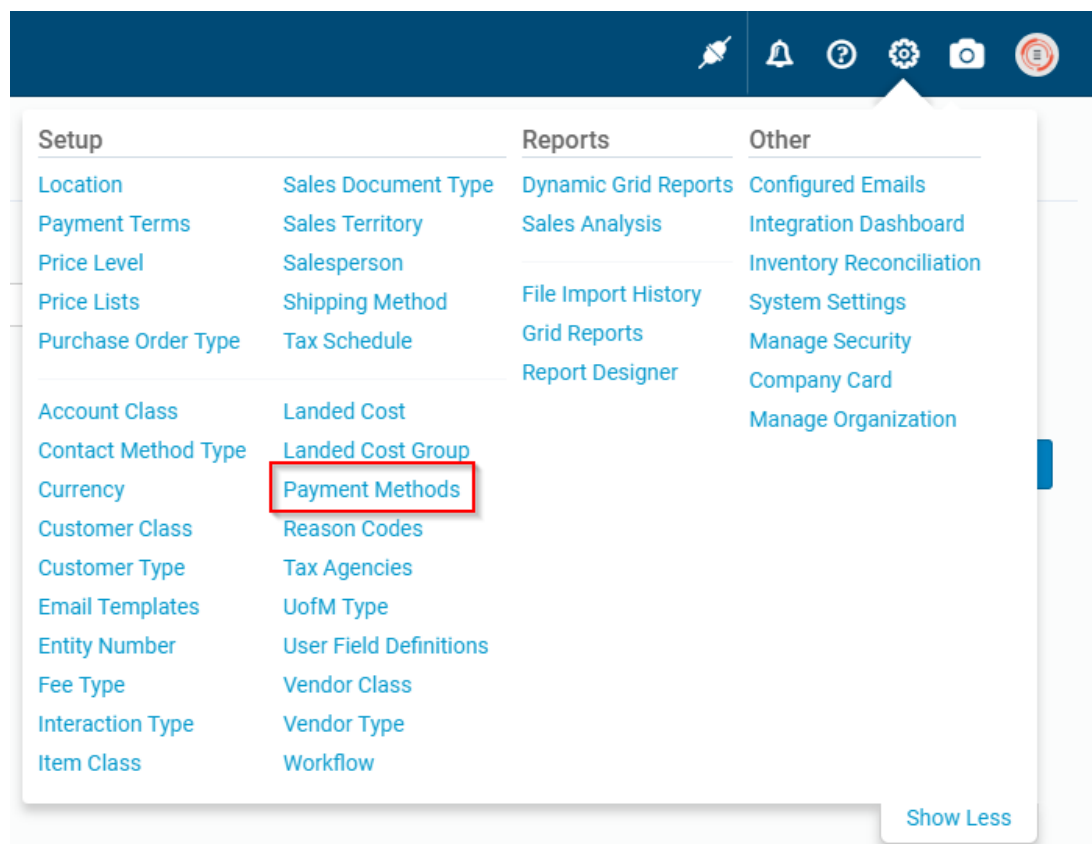 Setup
Location
Payment Terms
Price Level
Price Lists
Purchase Order Type
Sales Document Type
Sales Territory
Salesperson
Shipping Method
Tax Schedule
Account Class
Contact Method Type
Currency
Customer Class
Customer Type
Email Templates
Entity Number
Fee Type
Interaction Type
Item Class
Landed Cost
Landed Cost Group
Payment Methods
Reason Codes
Tax Agencies
UofM Type
User Field Definitions
Vendor Class
Vendor Type
Workflow
Reports
Dynamic Grid Reports
Sales Analysis
File Import History
Grid Reports
Report Designer
Other
Configured Emails
Integration Dashboard
Inventory Reconciliation
System Settings
Manage Security
Company Card
Manage Organization
Show Less